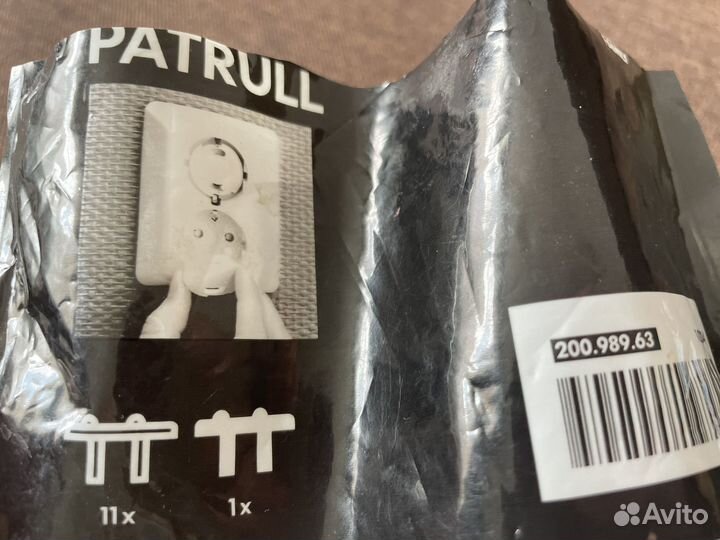 PATRULL
200.989.63
11x
1x
Avito